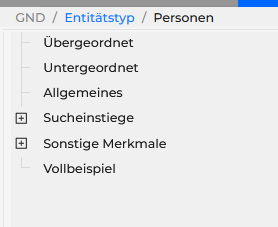 GND / Entitätstyp / Personen
Übergeordnet
Untergeordnet
Allgemeines
Sucheinstiege
Sonstige Merkmale
Vollbeispiel